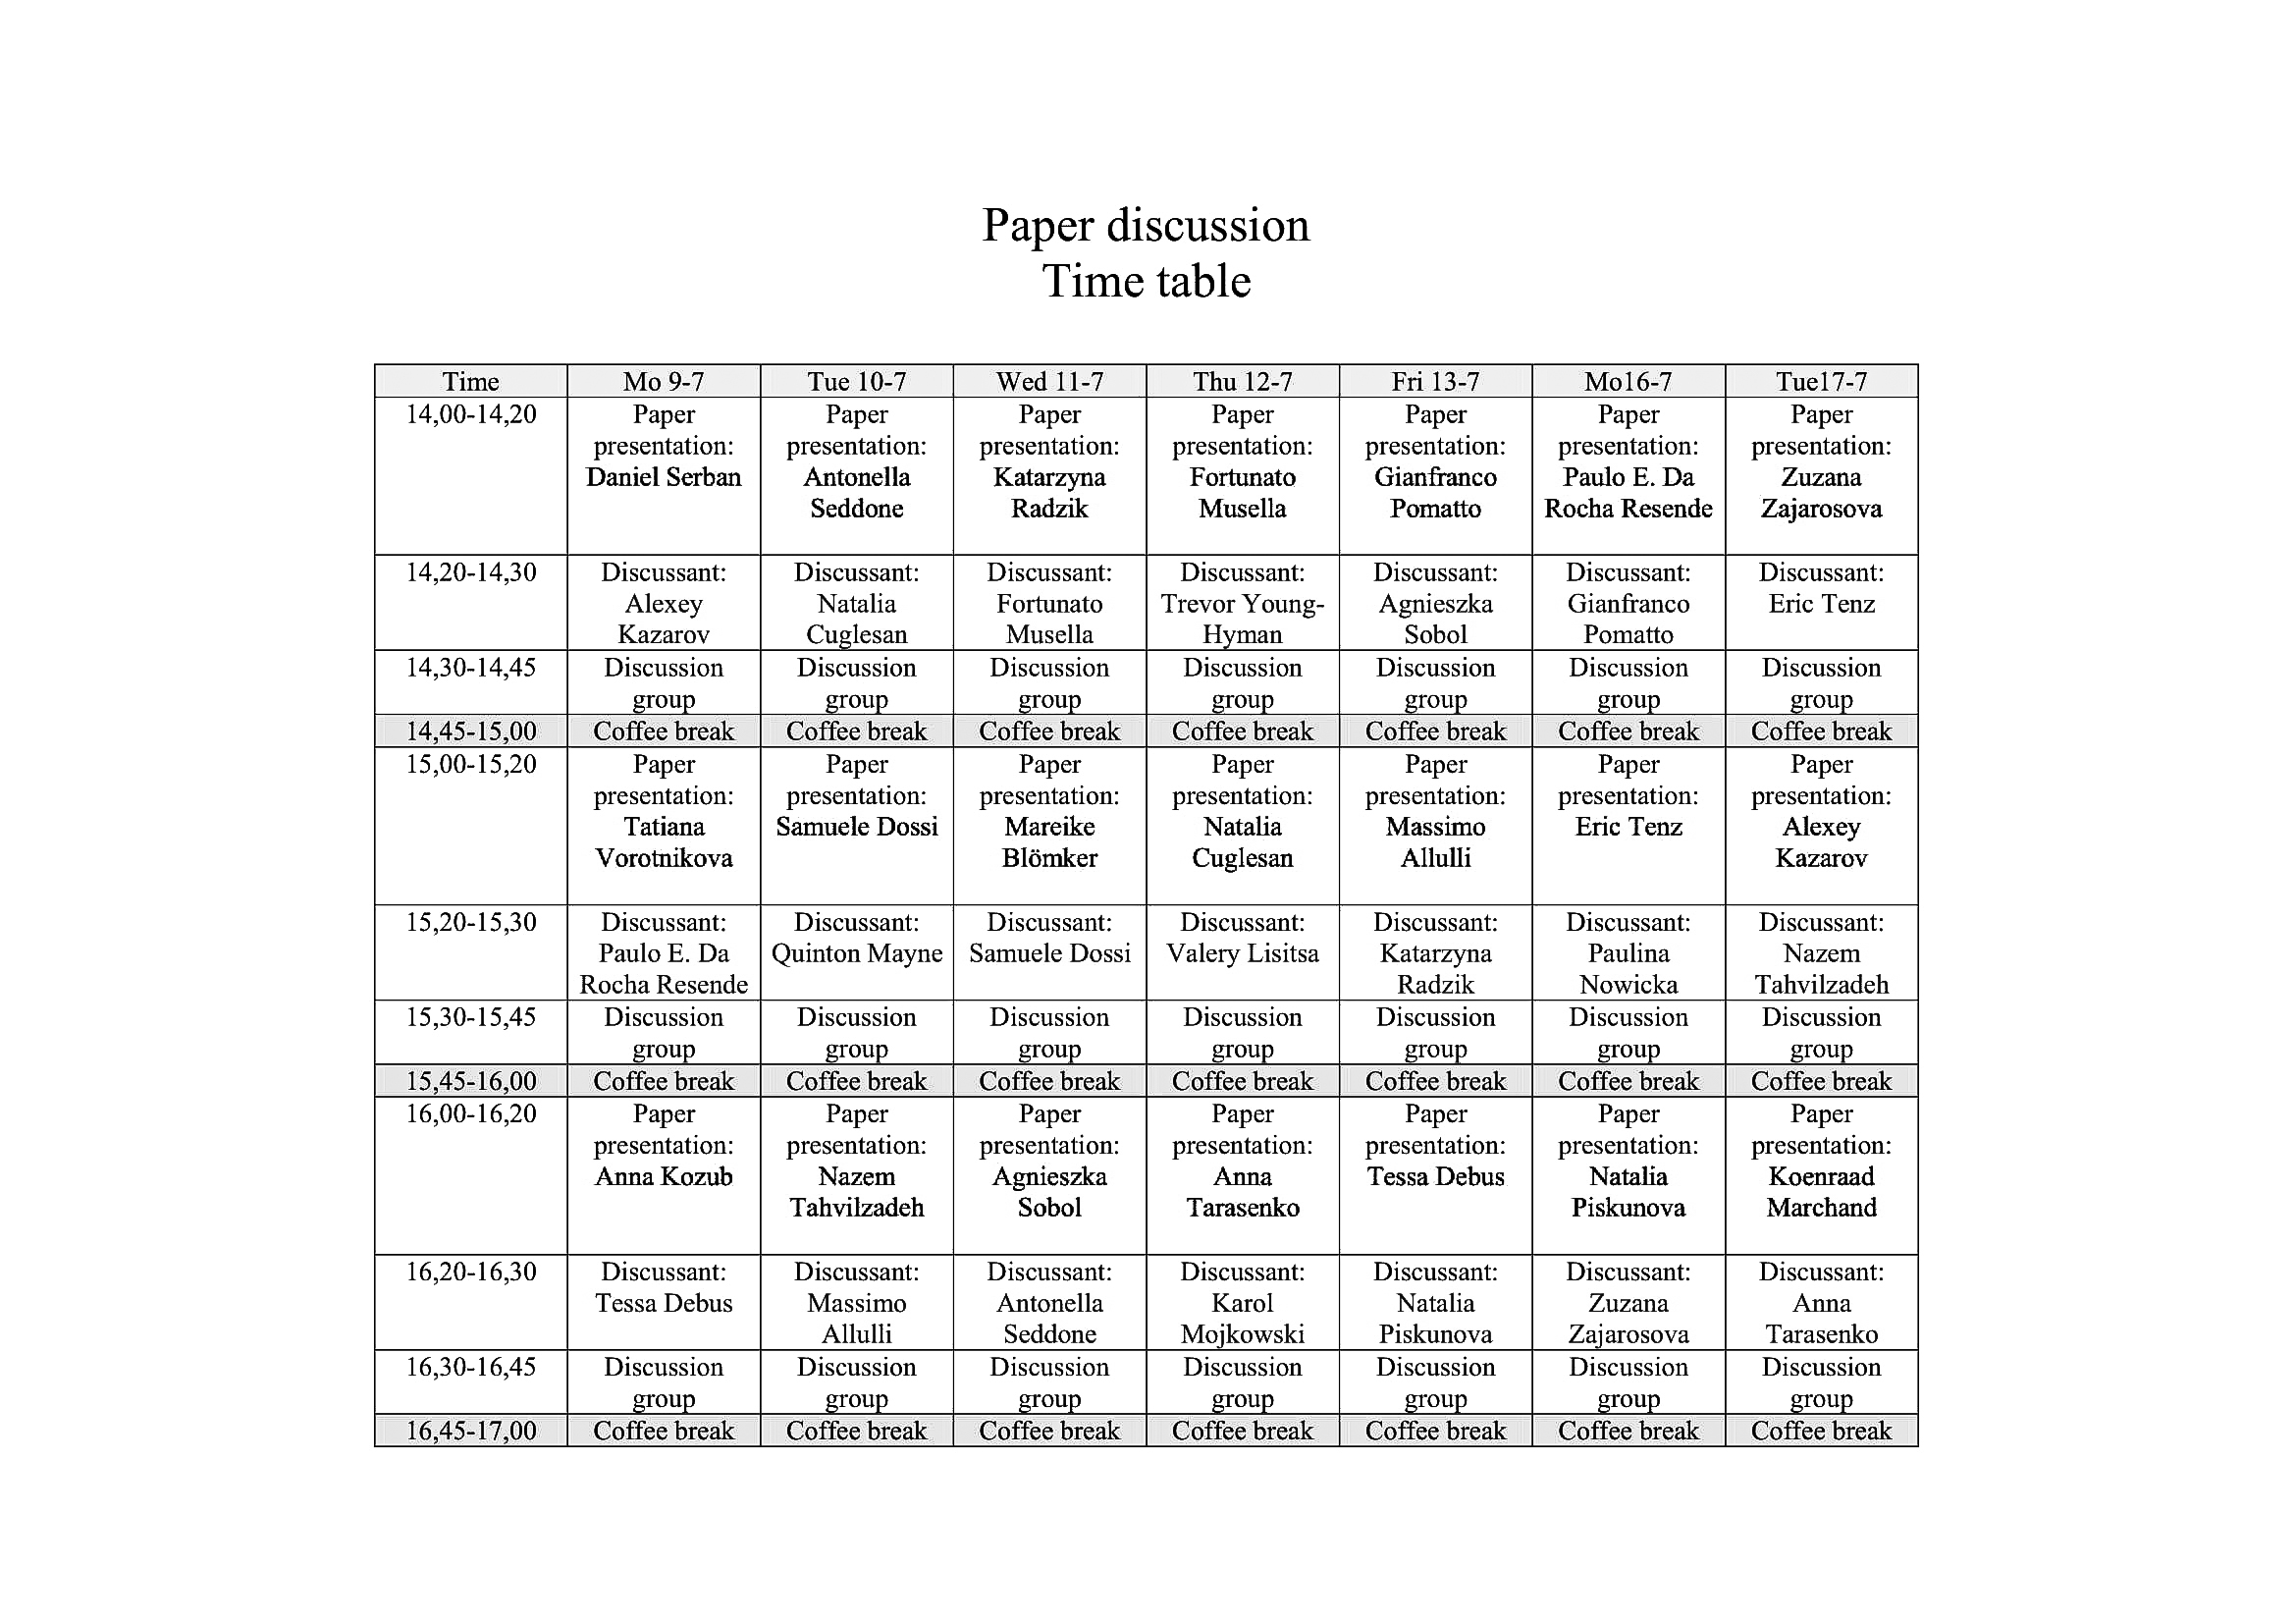 Paper discussion
Time table
Time Mo 9-7 Tue 10-7 Wed 11-7 Thu 12-7 Fri 13-7 Mo16-7 Tue17-7
14,00-14,20 Paper Paper Paper Paper Paper Paper Paper
presentation: presentation: presentation: presentation: presentation: presentation: presentation:
Daniel Serban Antonella Katarzyna Fortunato Gianfranco Paulo E. Da Zuzana
Seddone Radzik Musella Pomatto Rocha Resende Zajarosova
14,20-14,30 Discussant: Discussant: Discussant: Discussant: Discussant: Discussant: Discussant:
Alexey Natalia Fortunato Trevor Young- Agnieszka Gianfranco Eric Tenz
Kazarov Cuglesan Musella Hyman Sobol Pomatto
14,30-14,45 Discussion Discussion Discussion Discussion Discussion Discussion Discussion
group group group group group group group
14,45-15,00 Coffee break Coffee break Coffee break Coffee break Coffee break Coffee break Coffee break
15,00-15,20 Paper Paper Paper Paper Paper Paper Paper
presentation: presentation: presentation: presentation: presentation: presentation: presentation:
Tatiana Samuele Dossi Mareike Natalia Massimo Eric Tenz Alexey
Vorotnikova Blömker Cuglesan Allulli Kazarov
15,20-15,30 Discussant: Discussant: Discussant: Discussant: Discussant: Discussant: Discussant:
Paulo E. Da Quinton Mayne Samuele Dossi Valery Lisitsa Katarzyna Paulina Nazem
Rocha Resende Radzik Nowicka Tahvilzadeh
15,30-15,45 Discussion Discussion Discussion Discussion Discussion Discussion Discussion
group group group group group group group
15,45-16,00 Coffee break Coffee break Coffee break Coffee break Coffee break Coffee break Coffee break
16,00-16,20 Paper Paper Paper Paper Paper Paper Paper
presentation: presentation: presentation: presentation: presentation: presentation: presentation:
Anna Kozub Nazem Agnieszka Anna Tessa Debus Natalia Koenraad
Tahvilzadeh Sobol Tarasenko Piskunova Marchand
16,20-16,30 Discussant: Discussant: Discussant: Discussant: Discussant: Discussant: Discussant:
Tessa Debus Massimo Antonella Karol Natalia Zuzana Anna
Allulli Seddone Mojkowski Piskunova Zajarosova Tarasenko
16,30-16,45 Discussion Discussion Discussion Discussion Discussion Discussion Discussion
group group group group group group group
16,45-17,00 Coffee break Coffee break Coffee break Coffee break Coffee break Coffee break Coffee break